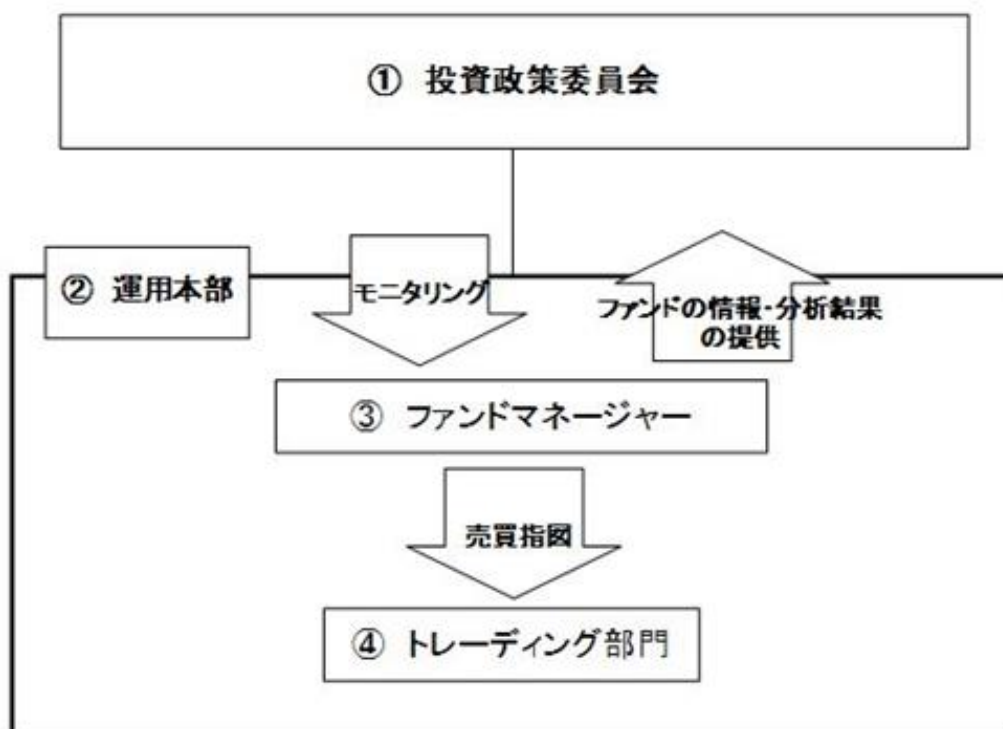 ① 投資政策委員会
② 運用本部
モニタリング
ファンドの情報・分析結果
の提供
③ ファンドマネージャー
売買指図
④ トレーディング部門